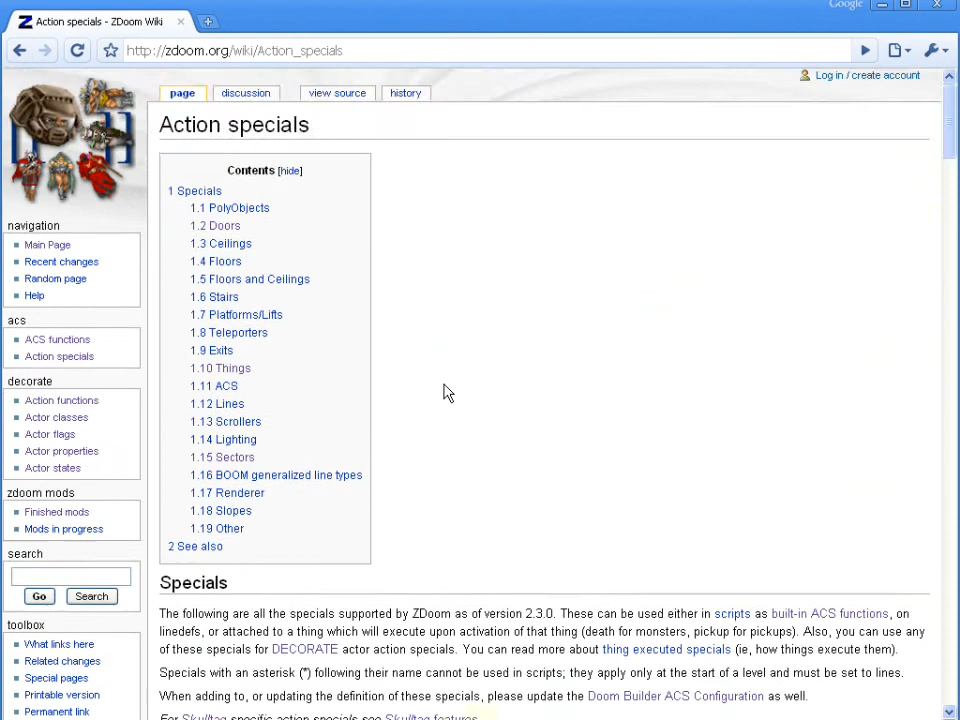 Google
Action specials - ZDoom Wiki
http://zdoom.org/wiki/Action_specials
Log in / create account
page
discussion
view source
history
Action specials
Contents [hide]
1 Specials
1.1 PolyObjects
1.2 Doors
1.3 Ceilings
1.4 Floors
1.5 Floors and Ceilings
1.6 Stairs
1.7 Platforms/Lifts
1.8 Teleporters
1.9 Exits
1.10 Things
1.11 ACS
1.12 Lines
1.13 Scrollers
1.14 Lighting
1.15 Sectors
1.16 BOOM generalized line types
1.17 Renderer
1.18 Slopes
1.19 Other
2 See also
navigation
Main Page
Recent changes
Random page
Help
acs
ACS functions
Action specials
decorate
Action functions
Actor classes
Actor flags
Actor properties
Actor states
zdoom mods
Finished mods
Mods in progress
search
Go
Search
toolbox
What links here
Related changes
Special pages
Printable version
Permanent link
Specials
The following are all the specials supported by ZDoom as of version 2.3.0. These can be used either in scripts as built-in ACS functions, on
linedefs, or attached to a thing which will execute upon activation of that thing (death for monsters, pickup for pickups). Also, you can use any
of these specials for DECORATE actor action specials. You can read more about thing executed specials (ie, how things execute them).
Specials with an asterisk (*) following their name cannot be used in scripts; they apply only at the start of a level and must be set to lines.
When adding to, or updating the definition of these specials, please update the Doom Builder ACS Configuration as well.
For Skulltag specific action specials see Skulltag features.